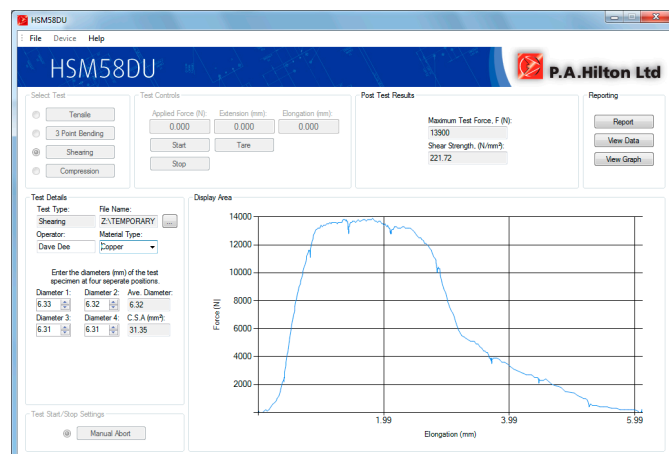 HSM58DU
File Device Help
HSM58DU
P.A.Hilton Ltd
Select Test
Tensile
3 Point Bending
Shearing
Compression
Test Controls
Applied Force (N): Extension (mm): Elongation (mm):
0.000 0.000 0.000
Start Tare
Stop
Post Test Results
Maximum Test Force, F (N):
13900
Shear Strength, (N/mm²):
221.72
Reporting
Report
View Data
View Graph
Test Details
Test Type: File Name:
Shearing Z:\TEMPORARY ...
Operator: Material Type:
Dave Dee Copper
Enter the diameters (mm) of the test
specimen at four seperate positions.
Diameter 1: Diameter 2: Ave. Diameter:
6.33 6.32 6.32
Diameter 3: Diameter 4: C.S.A (mm²):
6.31 6.31 31.35
Test Start/Stop Settings
Manual Abort
Display Area
Force [N]
14000
12000
10000
8000
6000
4000
2000
1.99 3.99 5.99
Elongation (mm)